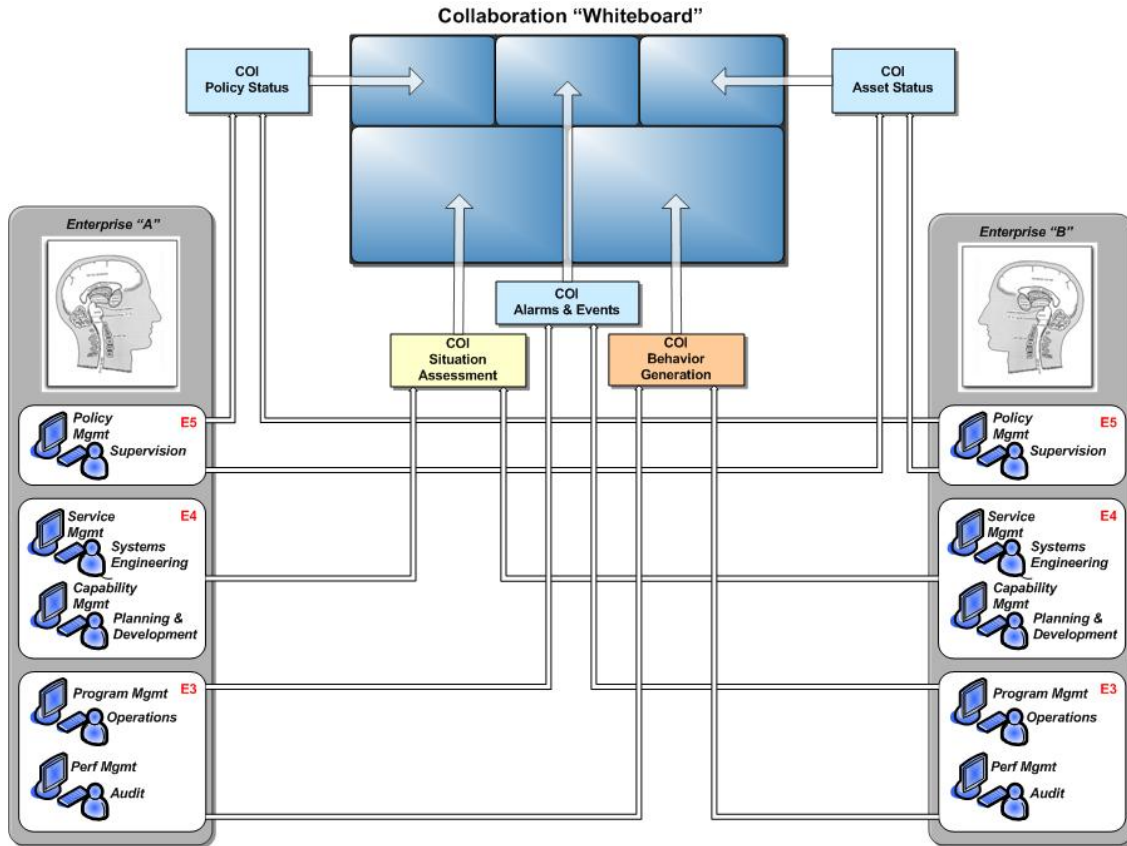 Collaboration “Whiteboard”
COI
Policy Status
COI
Asset Status
COI
Alarms & Events
COI
Situation
Assessment
COI
Behavior
Generation
Enterprise “A”
E5
Policy
Mgmt
Supervision
E4
Service
Mgmt
Systems
Engineering
Capability
Mgmt
Planning &
Development
E3
Program Mgmt
Operations
Perf Mgmt
Audit
Enterprise “B”
E5
Policy
Mgmt
Supervision
E4
Service
Mgmt
Systems
Engineering
Capability
Mgmt
Planning &
Development
E3
Program Mgmt
Operations
Perf Mgmt
Audit